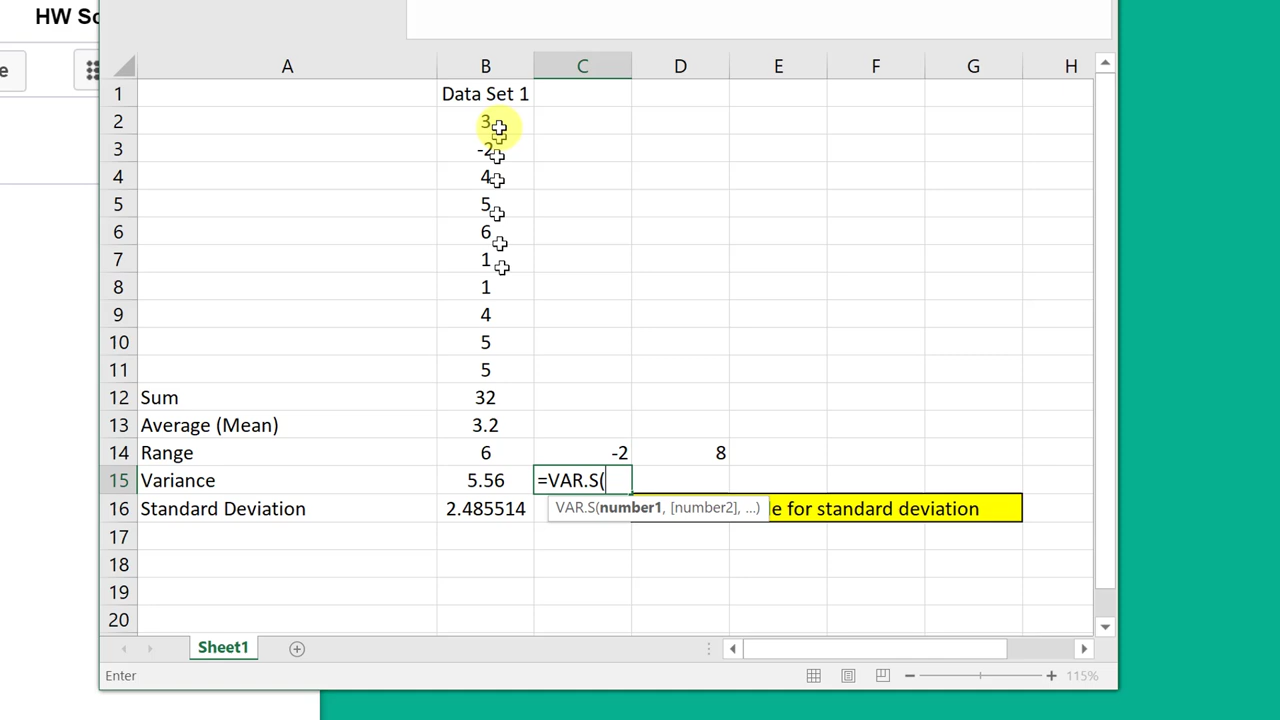 HW Sc
e
A B C D E F G H
1 Data Set 1
2 3
3 -2
4 4
5 5
6 6
7 1
8 1
9 4
10 5
11 5
12 Sum 32
13 Average (Mean) 3.2
14 Range 6 -2 8
15 Variance 5.56 =VAR.S(
16 Standard Deviation 2.485514 e for standard deviation
VAR.S(number1, [number2], ...)
17
18
19
20
Sheet1
Enter 115%